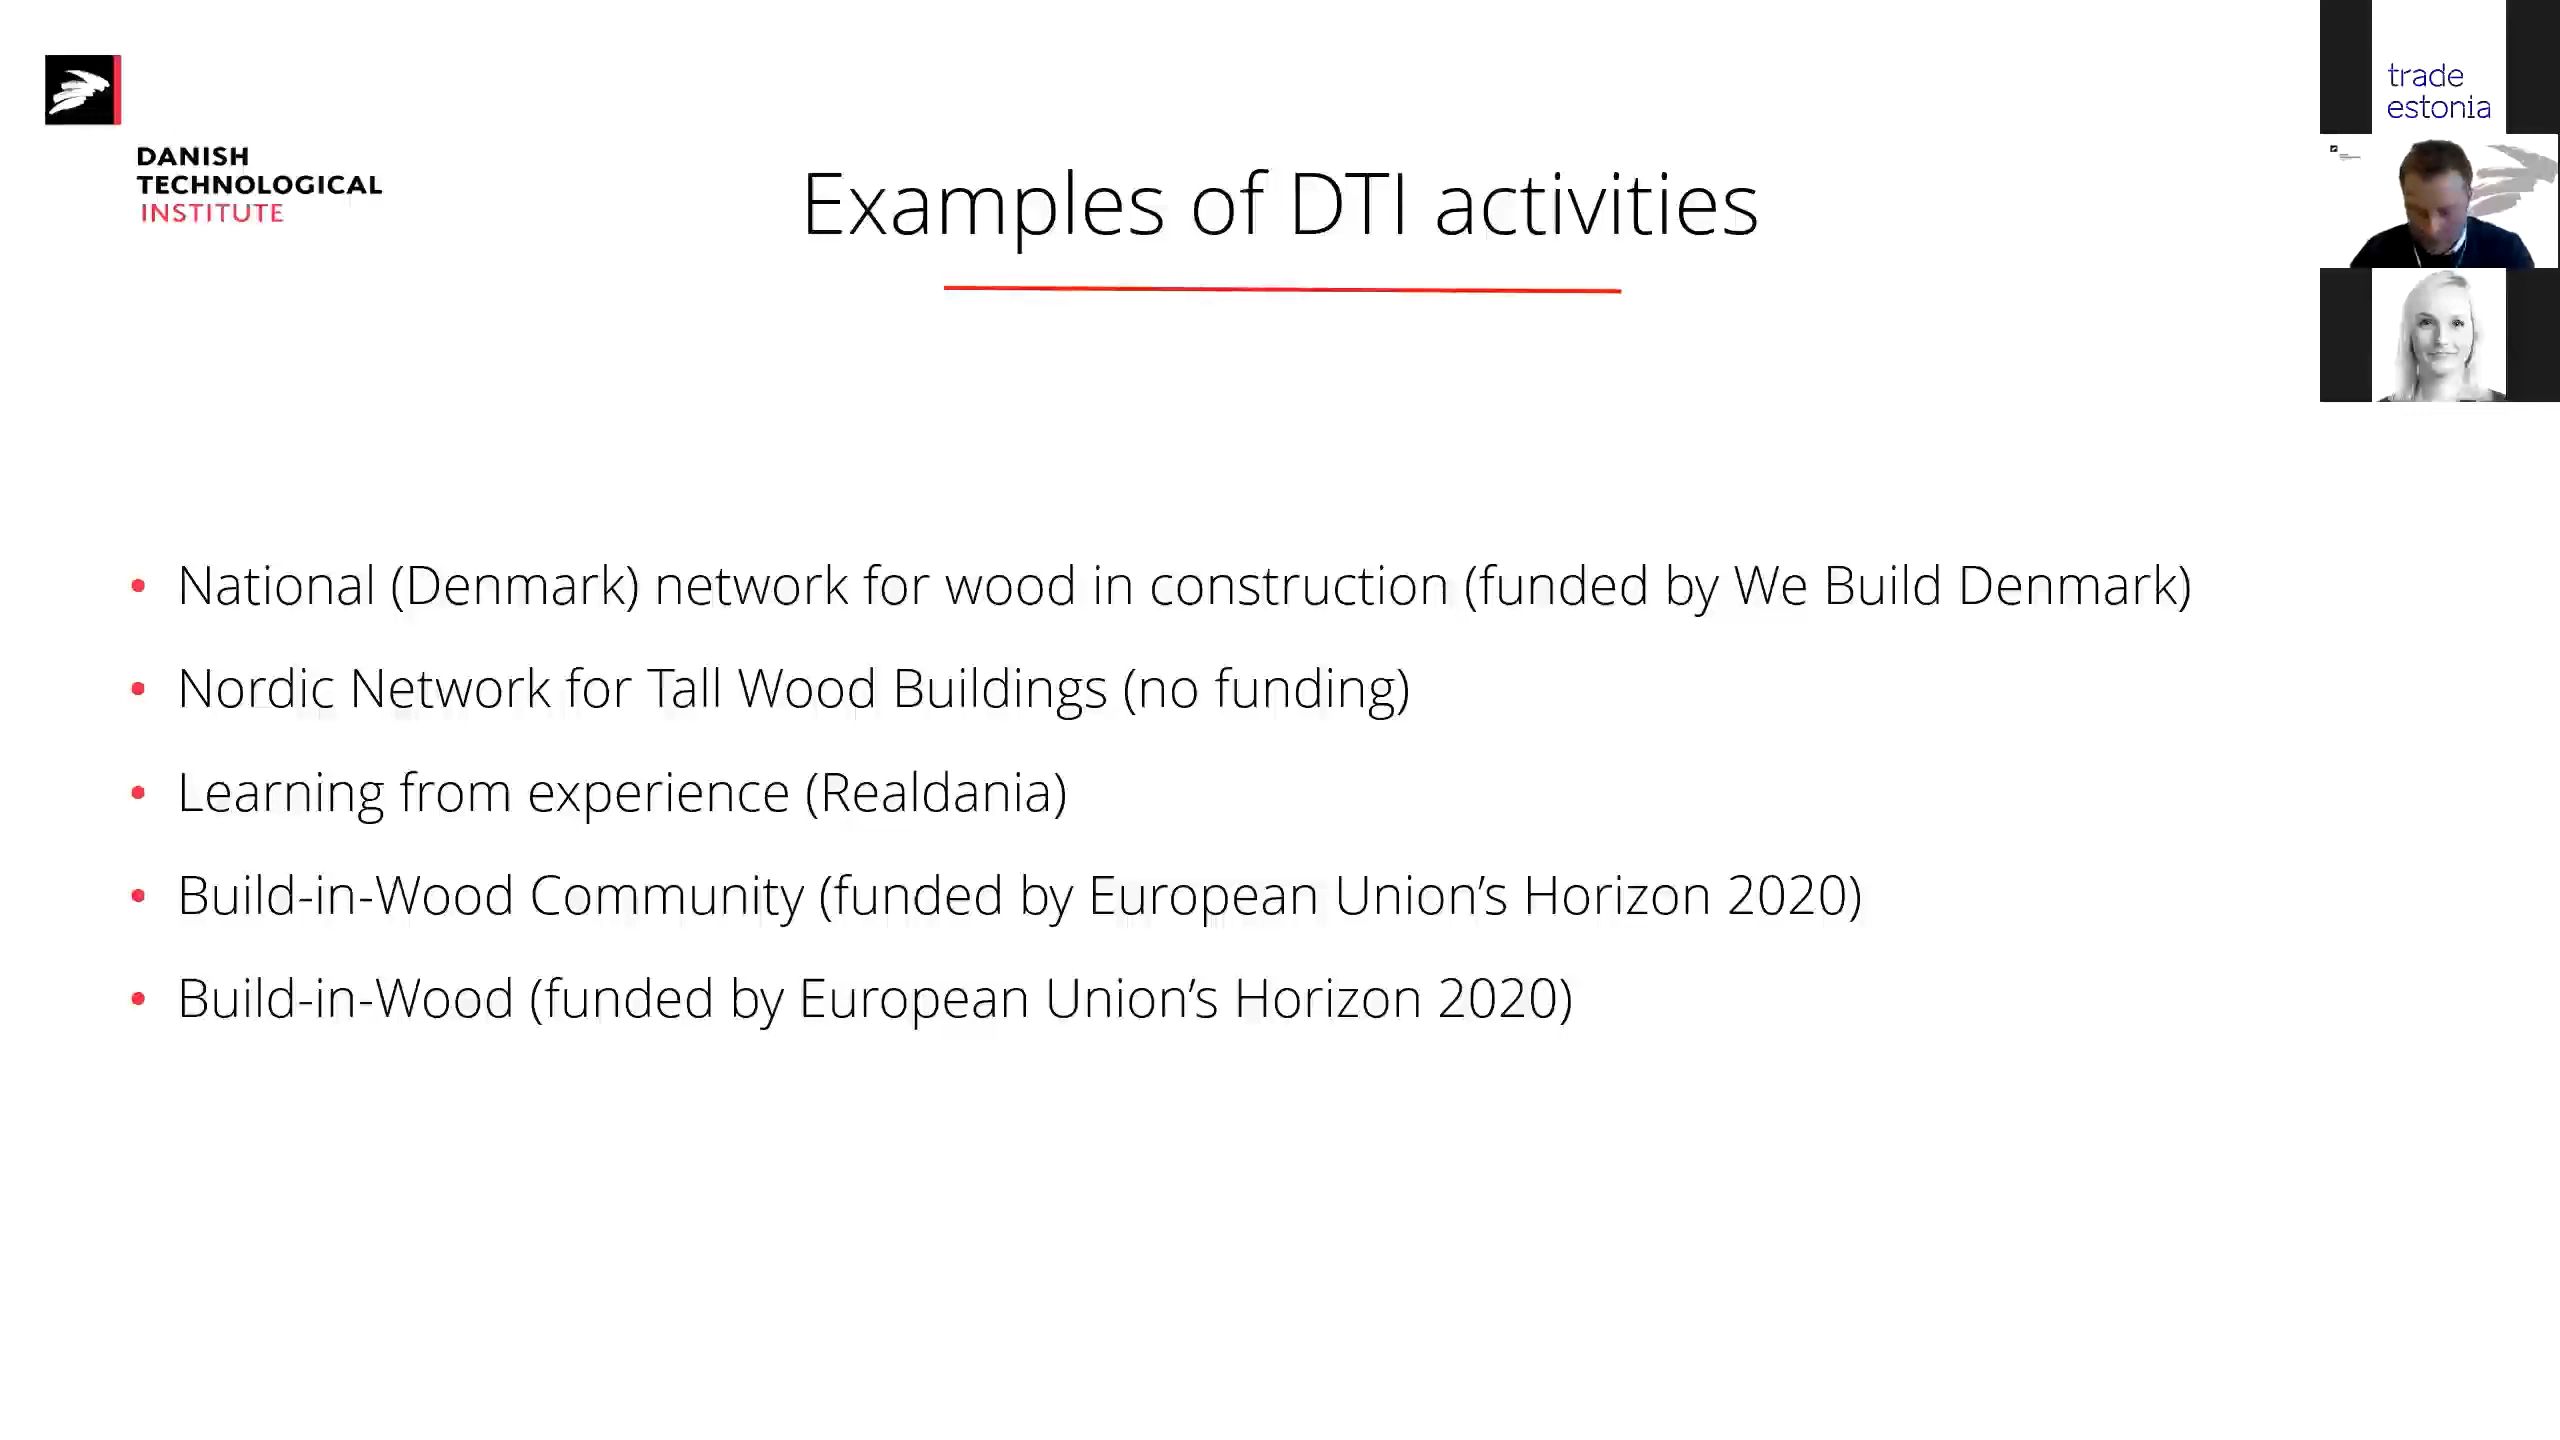 DANISH
TECHNOLOGICAL
INSTITUTE
Examples of DTI activities
trade
estonia
• National (Denmark) network for wood in construction (funded by We Build Denmark)
• Nordic Network for Tall Wood Buildings (no funding)
• Learning from experience (Realdania)
• Build-in-Wood Community (funded by European Union’s Horizon 2020)
• Build-in-Wood (funded by European Union’s Horizon 2020)